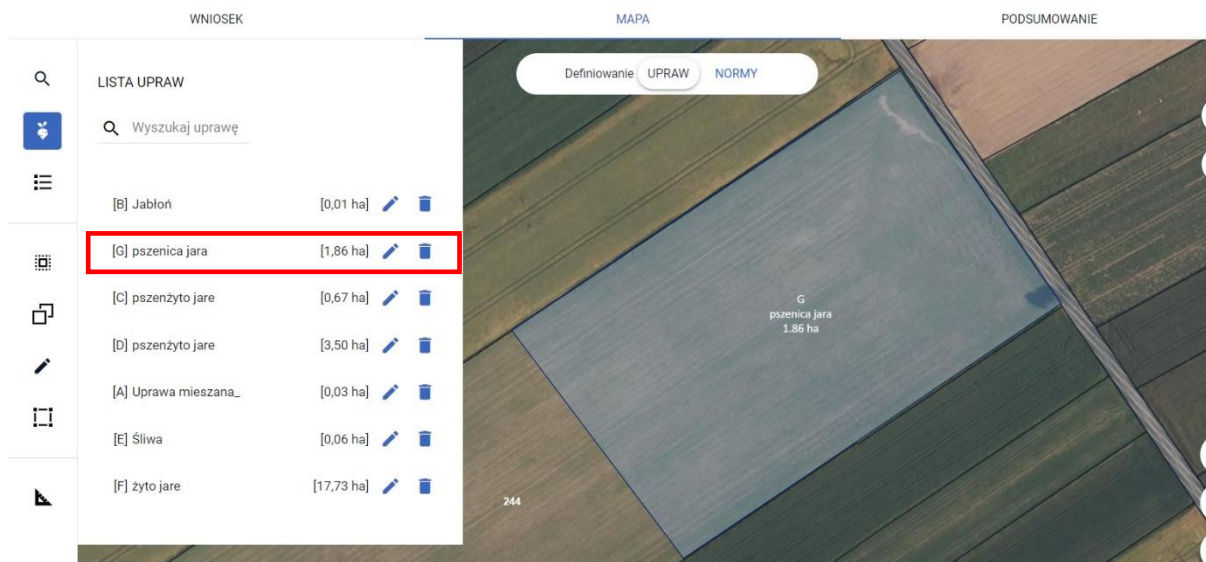 WNIOSEK MAPA PODSUMOWANIE
LISTA UPRAW
Definiowanie UPRAW NORMY
Wyszukaj uprawę
[B] Jabłoń [0,01 ha]
[G] pszenica jara [1,86 ha]
[C] pszenżyto jare [0,67 ha]
[D] pszenżyto jare [3,50 ha]
[A] Uprawa mieszana_ [0,03 ha]
[E] Śliwa [0,06 ha]
[F] żyto jare [17,73 ha]
G
pszenica jara
1.86 ha
244